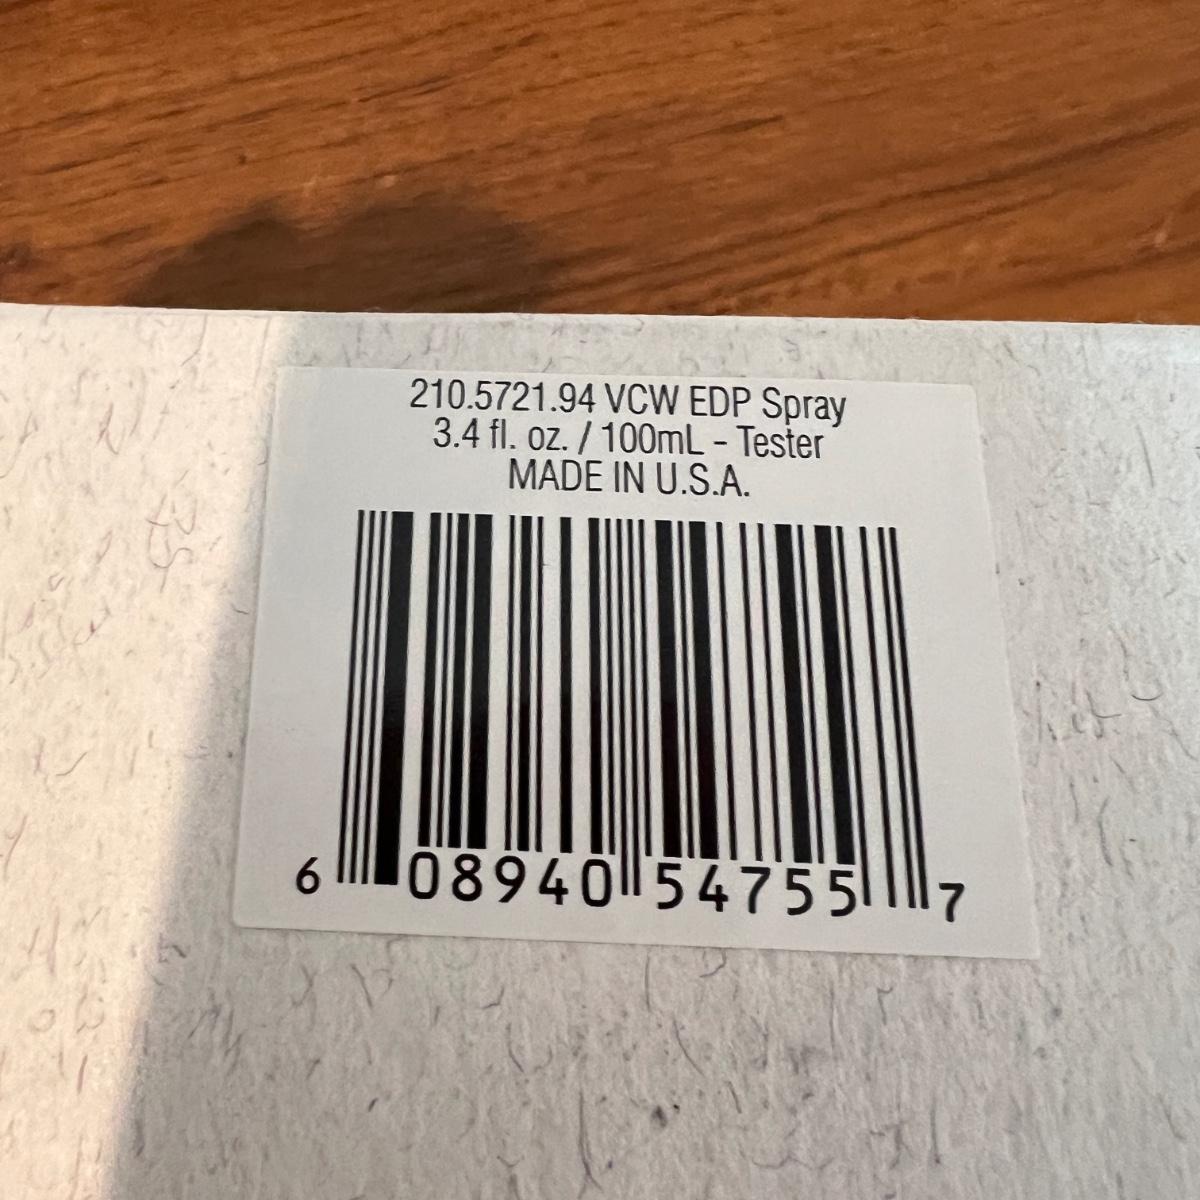 210.5721.94 VCW EDP Spray
3.4 fl. oz. / 100mL - Tester
MADE IN U.S.A.
6 08940 54755 7